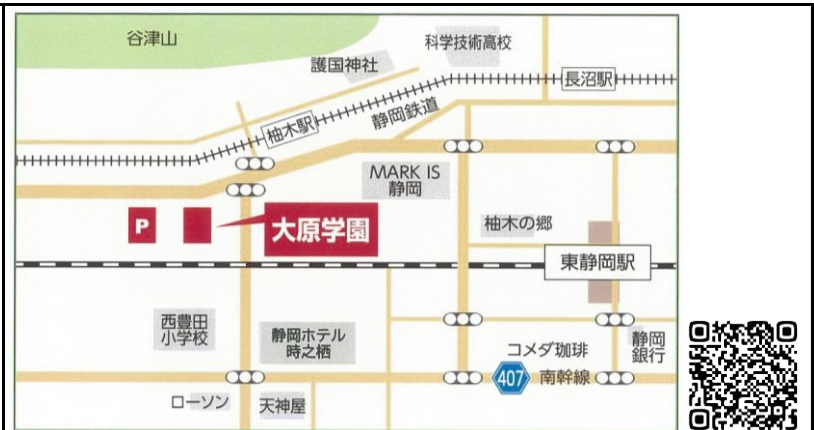 谷津山
科学技術高校
護国神社
長沼駅
静岡鉄道
柚木駅
MARK IS
静岡
P
大原学園
柚木の郷
東静岡駅
西豊田
小学校
静岡ホテル
時之栖
コメダ珈琲
静岡
銀行
407
南幹線
ローソン
天神屋